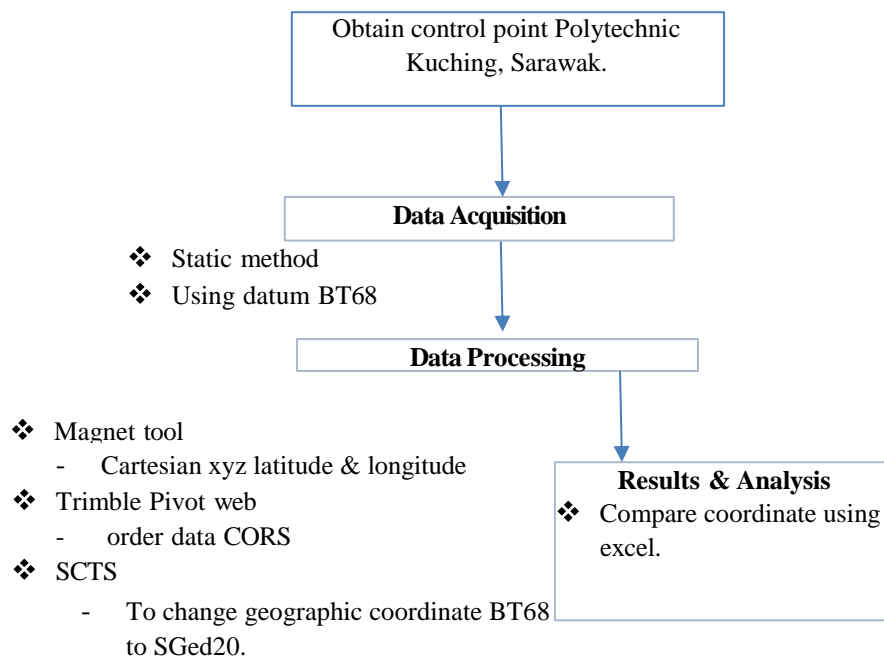 Obtain control point Polytechnic
Kuching, Sarawak.
Data Acquisition
❖ Static method
❖ Using datum BT68
Data Processing
❖ Magnet tool
- Cartesian xyz latitude & longitude
❖ Trimble Pivot web
- order data CORS
❖ SCTS
- To change geographic coordinate BT68
to SGed20.
Results & Analysis
❖ Compare coordinate using
excel.